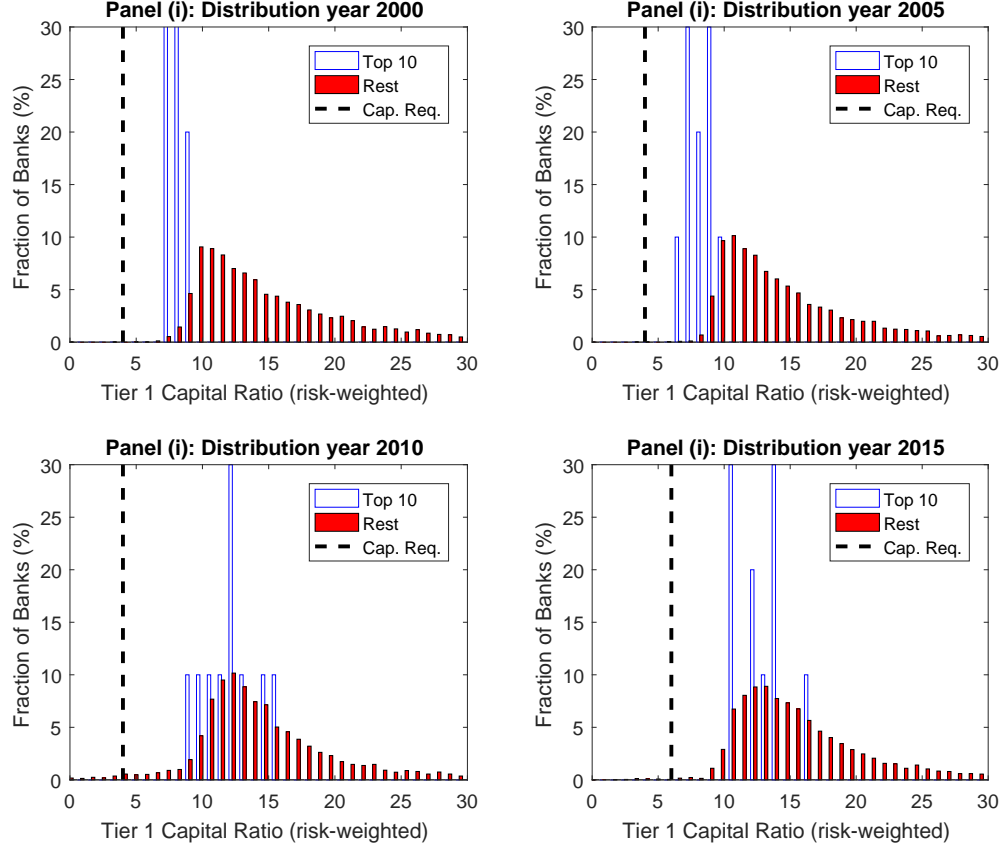 Panel (i): Distribution year 2000
30
25
20
15
10
5
0
Fraction of Banks (%)
Top 10
Rest
Cap. Req.
0 5 10 15 20 25 30
Tier 1 Capital Ratio (risk-weighted)
Panel (i): Distribution year 2005
30
25
20
15
10
5
0
Fraction of Banks (%)
Top 10
Rest
Cap. Req.
0 5 10 15 20 25 30
Tier 1 Capital Ratio (risk-weighted)
Panel (i): Distribution year 2010
30
25
20
15
10
5
0
Fraction of Banks (%)
Top 10
Rest
Cap. Req.
0 5 10 15 20 25 30
Tier 1 Capital Ratio (risk-weighted)
Panel (i): Distribution year 2015
30
25
20
15
10
5
0
Fraction of Banks (%)
Top 10
Rest
Cap. Req.
0 5 10 15 20 25 30
Tier 1 Capital Ratio (risk-weighted)